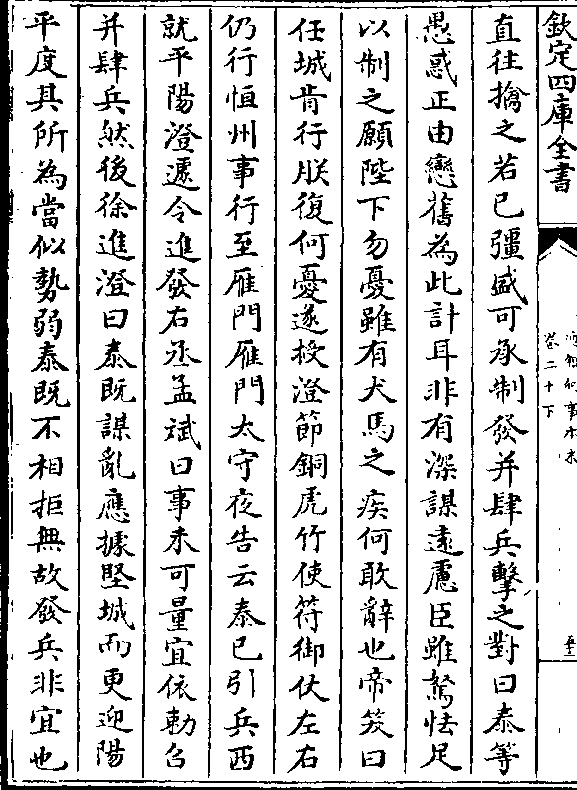 欽定四庫全書
卷二十下
直往擒之若已彊盛可承制發并肆兵擊之對曰泰等
愚惑正由戀舊為此計耳非有深謀遠慮臣雖駑怯足
以制之願陛下勿憂雖有犬馬之疾何敢辭也帝笑曰
任城肯行朕復何憂遂授澄節銅虎竹使符御仗左右
仍行恒州事行至雁門雁門太守夜告云泰已引兵西
就平陽澄遽令進發右丞孟斌曰事未可量宜依勅召
并肆兵然後徐進澄曰泰既謀亂應據堅城而更迎陽
平度其所為當似勢弱泰既不相拒無故發兵非宜也